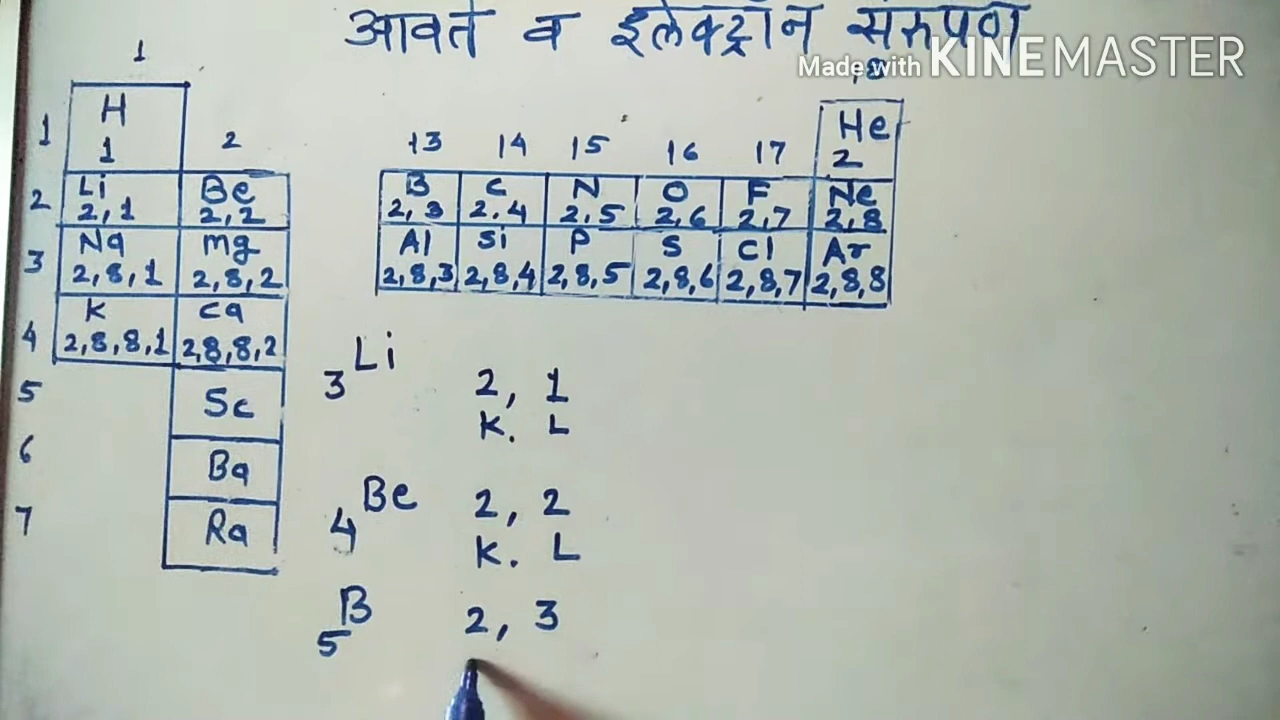 आवर्त व इलेक्ट्रॉन संरुपण
Made with KINEMASTER
1 18
H He
1 1 2 13 14 15 16 17 2
Li Be B C N O F Ne
2 2,1 2,2 2,3 2,4 2,5 2,6 2,7 2,8
Na Mg Al Si P S Cl Ar
3 2,8,1 2,8,2 2,8,3 2,8,4 2,8,5 2,8,6 2,8,7 2,8,8
K Ca
4 2,8,8,1 2,8,8,2
3 Li 2, 1
K. L
5 Sc
6 Ba
4 Be 2, 2
K. L
7 Ra
5 B 2, 3